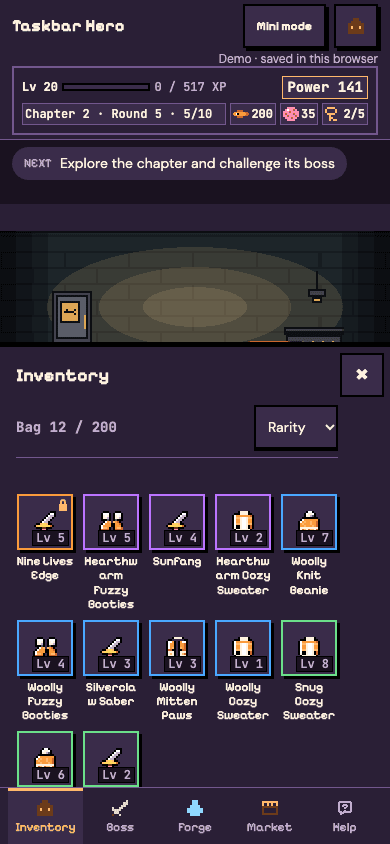 Taskbar Hero
Mini mode
Demo · saved in this browser
Lv 20 0 / 517 XP Power 141
Chapter 2 · Round 5 · 5/10 200 35 2/5
NEXT Explore the chapter and challenge its boss
Inventory
Bag 12 / 200 Rarity
Lv 5 Lv 5 Lv 4 Lv 2 Lv 7
Nine Lives Edge
Hearthw
arm
Fuzzy
Booties
Sunfang
Hearthw
arm Cozy
Sweater
Woolly
Knit
Beanie
Lv 4 Lv 3 Lv 3 Lv 1 Lv 8
Woolly
Fuzzy
Booties
Silvercla
w Saber
Woolly
Mitten
Paws
Woolly
Cozy
Sweater
Snug
Cozy
Sweater
Lv 6 Lv 2
Inventory Boss Forge Market Help